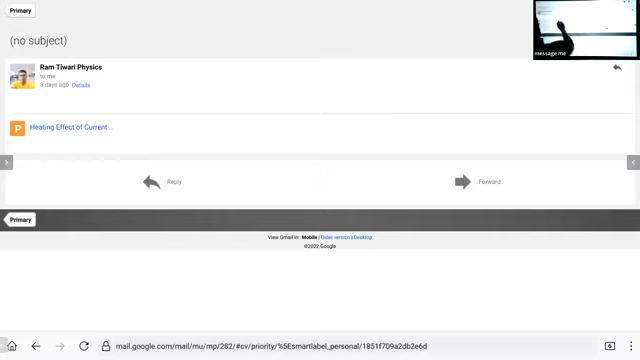 Primary
(no subject)
message me
Ram Tiwari Physics
to me
3 days ago Details
P Heating Effect of Current ...
Reply Forward
Primary
View Gmail in: Mobile | Older version | Desktop
©2022 Google
mail.google.com/mail/mu/mp/282/#cv/priority/%5Esmartlabel_personal/1851f709a2db2e6d
6